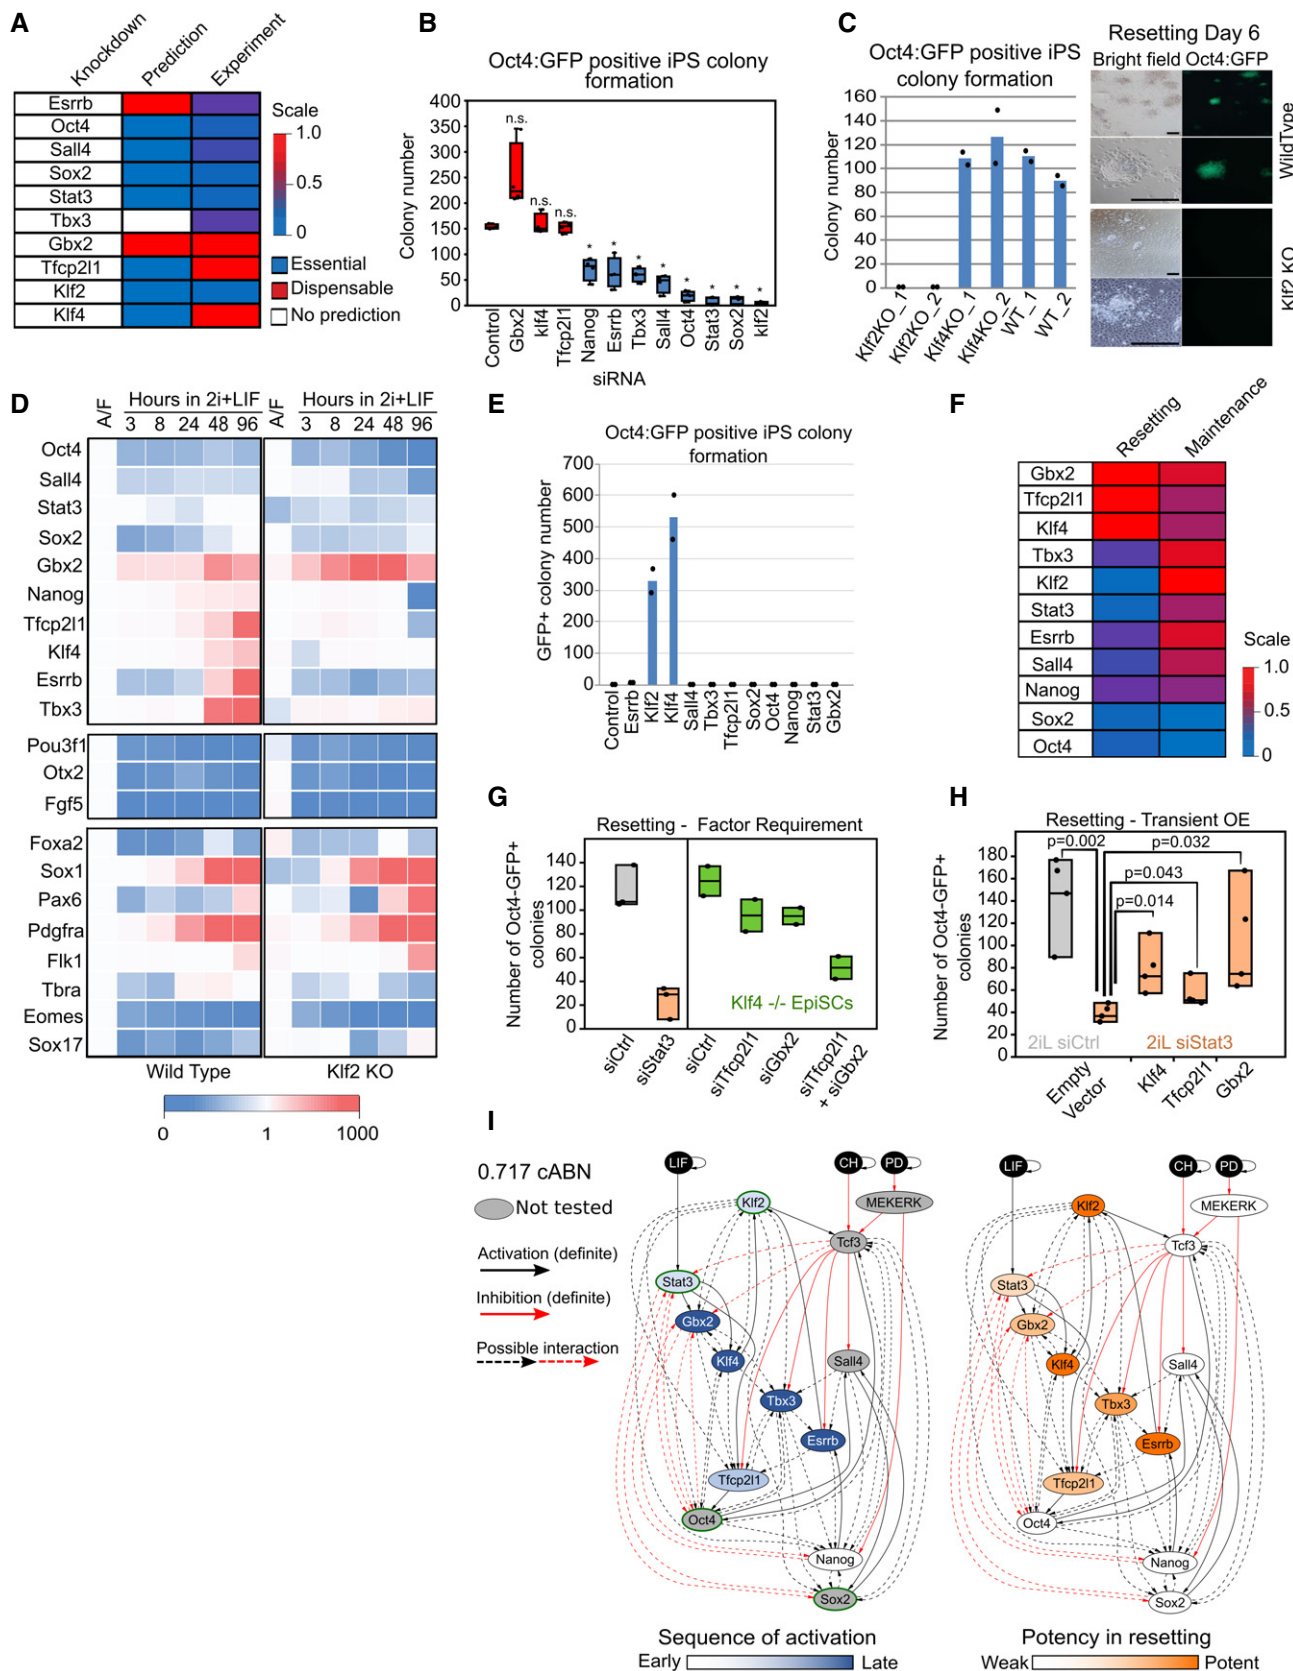 A
Knockdown
Prediction
Experiment
Esrrb
Oct4
Sall4
Sox2
Stat3
Tbx3
Gbx2
Tfcp2l1
Klf2
Klf4
Scale
1.0
0.5
0
Essential
Dispensable
No prediction
B
Oct4:GFP positive iPS colony
formation
Colony number
400
350
300
250
200
150
100
50
0
n.s.
n.s.
n.s.
*
*
*
*
*
*
*
*
Control
Gbx2
klf4
Tfcp2l1
Nanog
Esrrb
Tbx3
Sall4
Oct4
Stat3
Sox2
klf2
siRNA
C
Oct4:GFP positive iPS
colony formation
Colony number
160
140
120
100
80
60
40
20
0
Klf2KO_1
Klf2KO_2
Klf4KO_1
Klf4KO_2
WT_1
WT_2
Resetting Day 6
Bright field Oct4:GFP
WildType
Klf2 KO
D
A/F
Hours in 2i+LIF
3 8 24 48 96
A/F
Hours in 2i+LIF
3 8 24 48 96
Oct4
Sall4
Stat3
Sox2
Gbx2
Nanog
Tfcp2l1
Klf4
Esrrb
Tbx3
Pou3f1
Otx2
Fgf5
Foxa2
Sox1
Pax6
Pdgfra
Flk1
Tbra
Eomes
Sox17
Wild Type
Klf2 KO
0 1 1000
E
Oct4:GFP positive iPS colony
formation
GFP+ colony number
700
600
500
400
300
200
100
0
Control
Esrrb
Klf2
Klf4
Sall4
Tbx3
Tfcp2l1
Sox2
Oct4
Nanog
Stat3
Gbx2
F
Resetting
Maintenance
Gbx2
Tfcp2l1
Klf4
Tbx3
Klf2
Stat3
Esrrb
Sall4
Nanog
Sox2
Oct4
Scale
1.0
0.5
0
G
Resetting - Factor Requirement
Number of Oct4-GFP+
colonies
140
120
100
80
60
40
20
0
Klf4 -/- EpiSCs
siCtrl
siStat3
siCtrl
siTfcp2l1
siGbx2
siTfcp2l1
+ siGbx2
H
Resetting - Transient OE
Number of Oct4-GFP+
colonies
180
160
140
120
100
80
60
40
20
0
p=0.002
p=0.032
p=0.043
p=0.014
2iL siCtrl
2iL siStat3
Empty
Vector
Klf4
Tfcp2l1
Gbx2
I
0.717 cABN
Not tested
Activation (definite)
Inhibition (definite)
Possible interaction
LIF
CH
PD
MEKERK
Klf2
Tcf3
Stat3
Gbx2
Klf4
Sall4
Tbx3
Esrrb
Tfcp2l1
Oct4
Nanog
Sox2
Sequence of activation
Early
Late
LIF
CH
PD
MEKERK
Klf2
Tcf3
Stat3
Gbx2
Klf4
Sall4
Tbx3
Esrrb
Tfcp2l1
Oct4
Nanog
Sox2
Potency in resetting
Weak
Potent